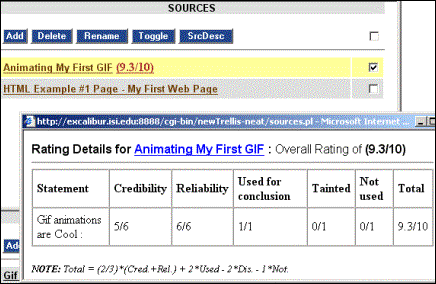 SOURCES
Add Delete Rename Toggle SrcDesc
Animating My First GIF (9.3/10)
HTML Example #1 Page - My First Web Page
http://excalibur.isi.edu:8888/cgi-bin/newTrellis-neat/sources.pl - Microsoft Internet ...
Rating Details for Animating My First GIF : Overall Rating of (9.3/10)
Statement Credibility Reliability Used for conclusion Tainted Not used Total
Gif animations are Cool : 5/6 6/6 1/1 0/1 0/1 9.3/10
NOTE: Total = (2/3)*(Cred.+Rel.) + 2*Used - 2*Dis. - 1*Not.
Gif